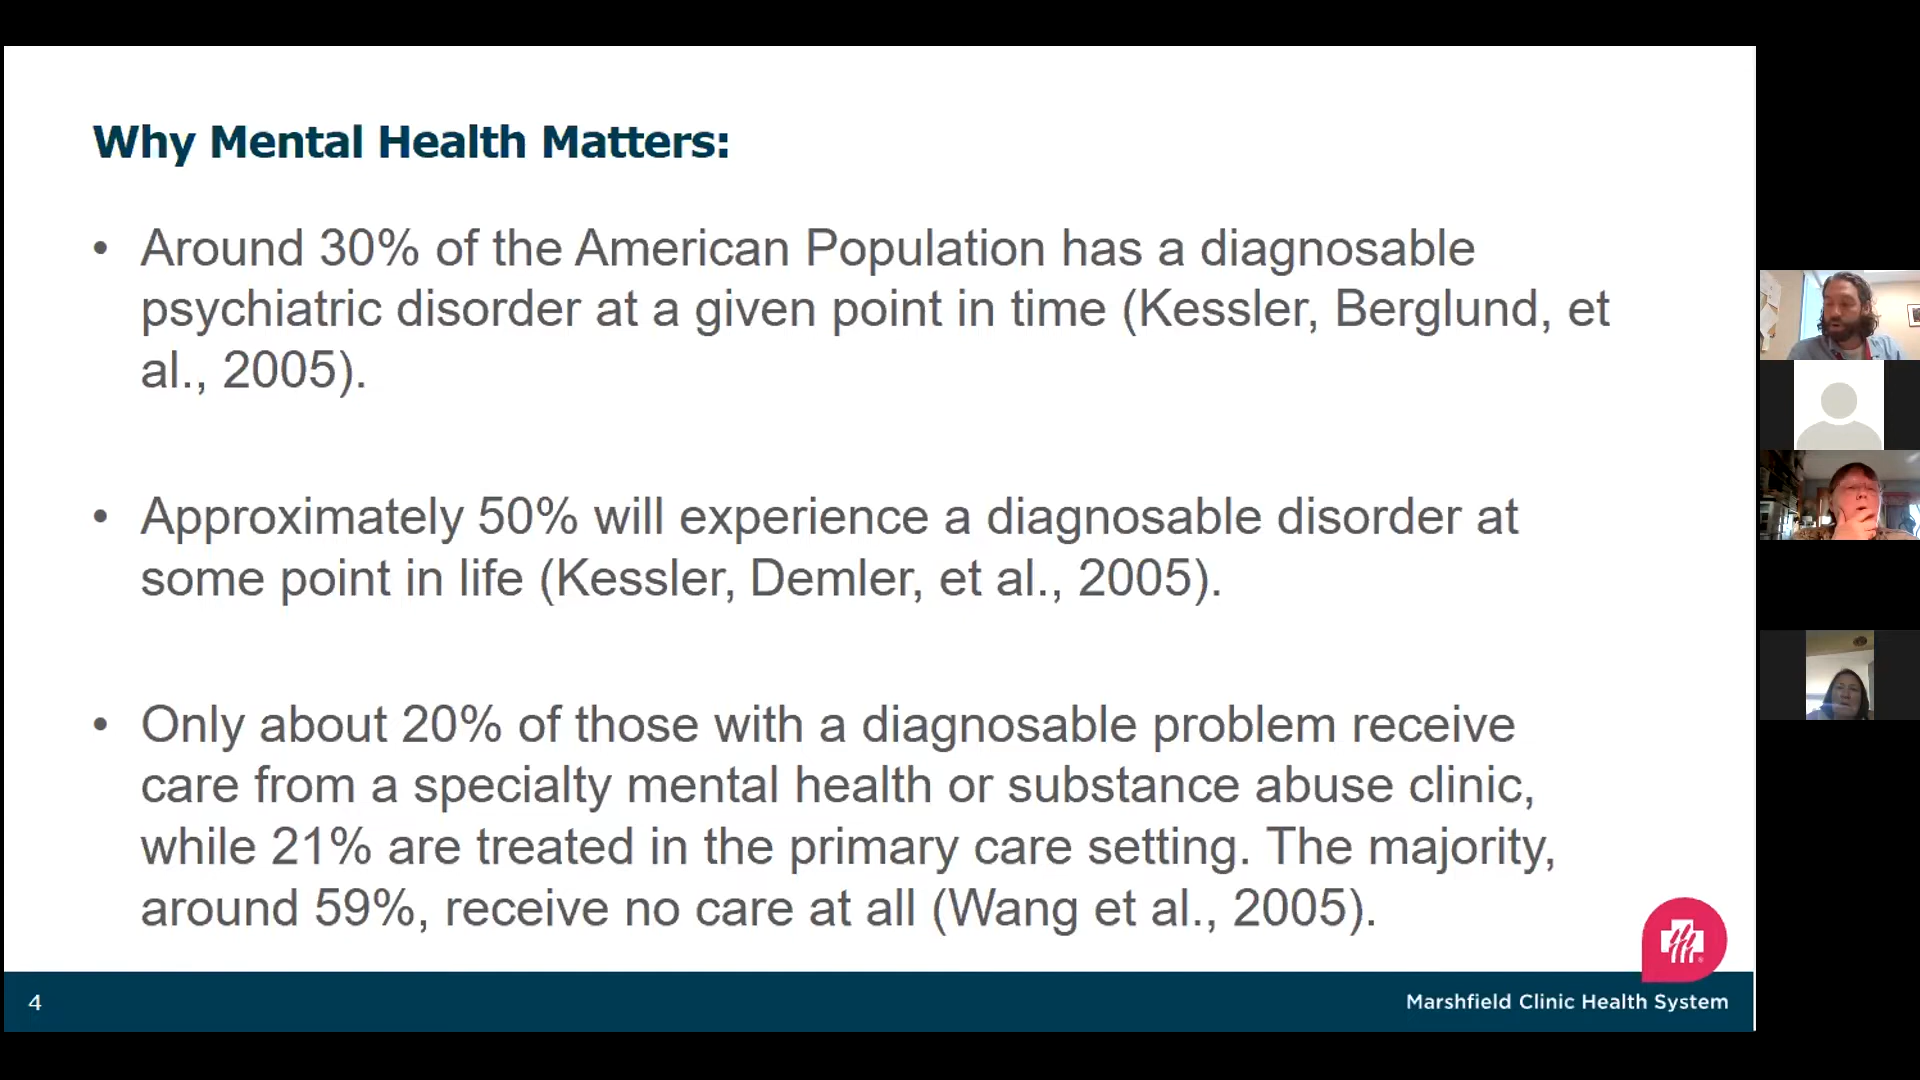 Why Mental Health Matters:
• Around 30% of the American Population has a diagnosable
psychiatric disorder at a given point in time (Kessler, Berglund, et
al., 2005).
• Approximately 50% will experience a diagnosable disorder at
some point in life (Kessler, Demler, et al., 2005).
• Only about 20% of those with a diagnosable problem receive
care from a specialty mental health or substance abuse clinic,
while 21% are treated in the primary care setting. The majority,
around 59%, receive no care at all (Wang et al., 2005).
4
Marshfield Clinic Health System